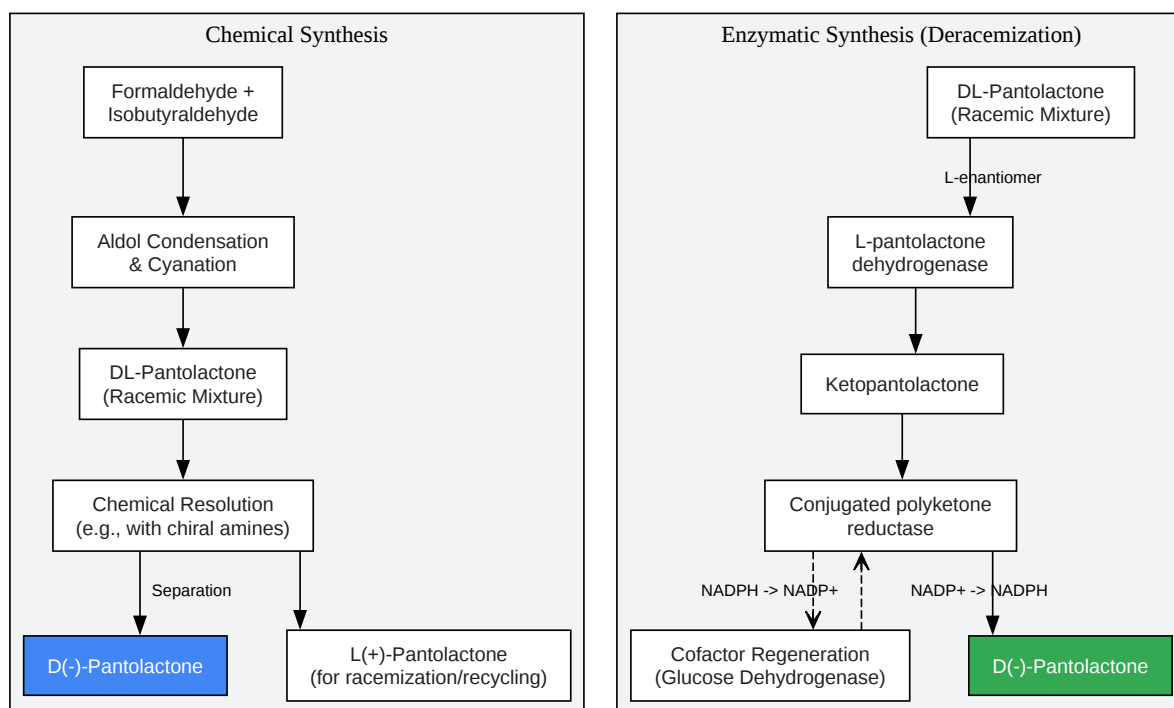 Chemical Synthesis
Formaldehyde +
Isobutyraldehyde
Aldol Condensation
& Cyanation
DL-Pantolactone
(Racemic Mixture)
Chemical Resolution
(e.g., with chiral amines)
Separation
D(-)-Pantolactone
L(+)-Pantolactone
(for racemization/recycling)
Enzymatic Synthesis (Deracemization)
DL-Pantolactone
(Racemic Mixture)
L-enantiomer
L-pantolactone
dehydrogenase
Ketopantolactone
Conjugated polyketone
reductase
NADPH -> NADP+
NADP+ -> NADPH
Cofactor Regeneration
(Glucose Dehydrogenase)
D(-)-Pantolactone